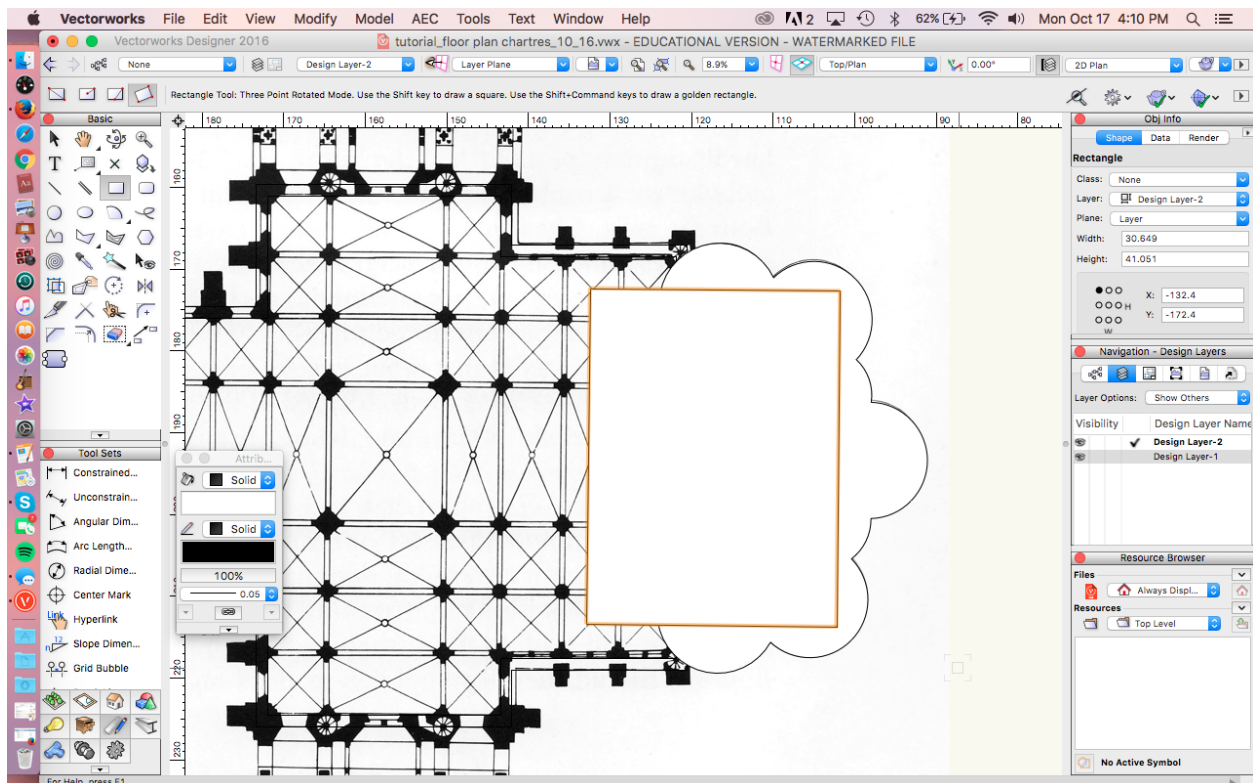 Vectorworks File Edit View Modify Model AEC Tools Text Window Help 2 62% Mon Oct 17 4:10 PM
Vectorworks Designer 2016 tutorial_floor plan chartres_10_16.vwx - EDUCATIONAL VERSION - WATERMARKED FILE
None Design Layer-2 Layer Plane 8.9% Top/Plan 0.00° 2D Plan
Rectangle Tool: Three Point Rotated Mode. Use the Shift key to draw a square. Use the Shift+Command keys to draw a golden rectangle.
Basic
180 170 160 150 140 130 120 110 100 90 80
160
170
180
190
220
230
Tool Sets
Constrained...
Unconstrain...
Angular Dim...
Arc Length...
Radial Dime...
Center Mark
Link Hyperlink
12 Slope Dimen...
Grid Bubble
Attrib...
Solid
Solid
100%
0.05
Obj Info
Shape Data Render
Rectangle
Class: None
Layer: Design Layer-2
Plane: Layer
Width: 30.649
Height: 41.051
X: -132.4
H
Y: -172.4
W
Navigation - Design Layers
Layer Options: Show Others
Visibility Design Layer Name
Design Layer-2
Design Layer-1
Resource Browser
Files
Always Displ...
Resources
Top Level
No Active Symbol
For Help, press F1